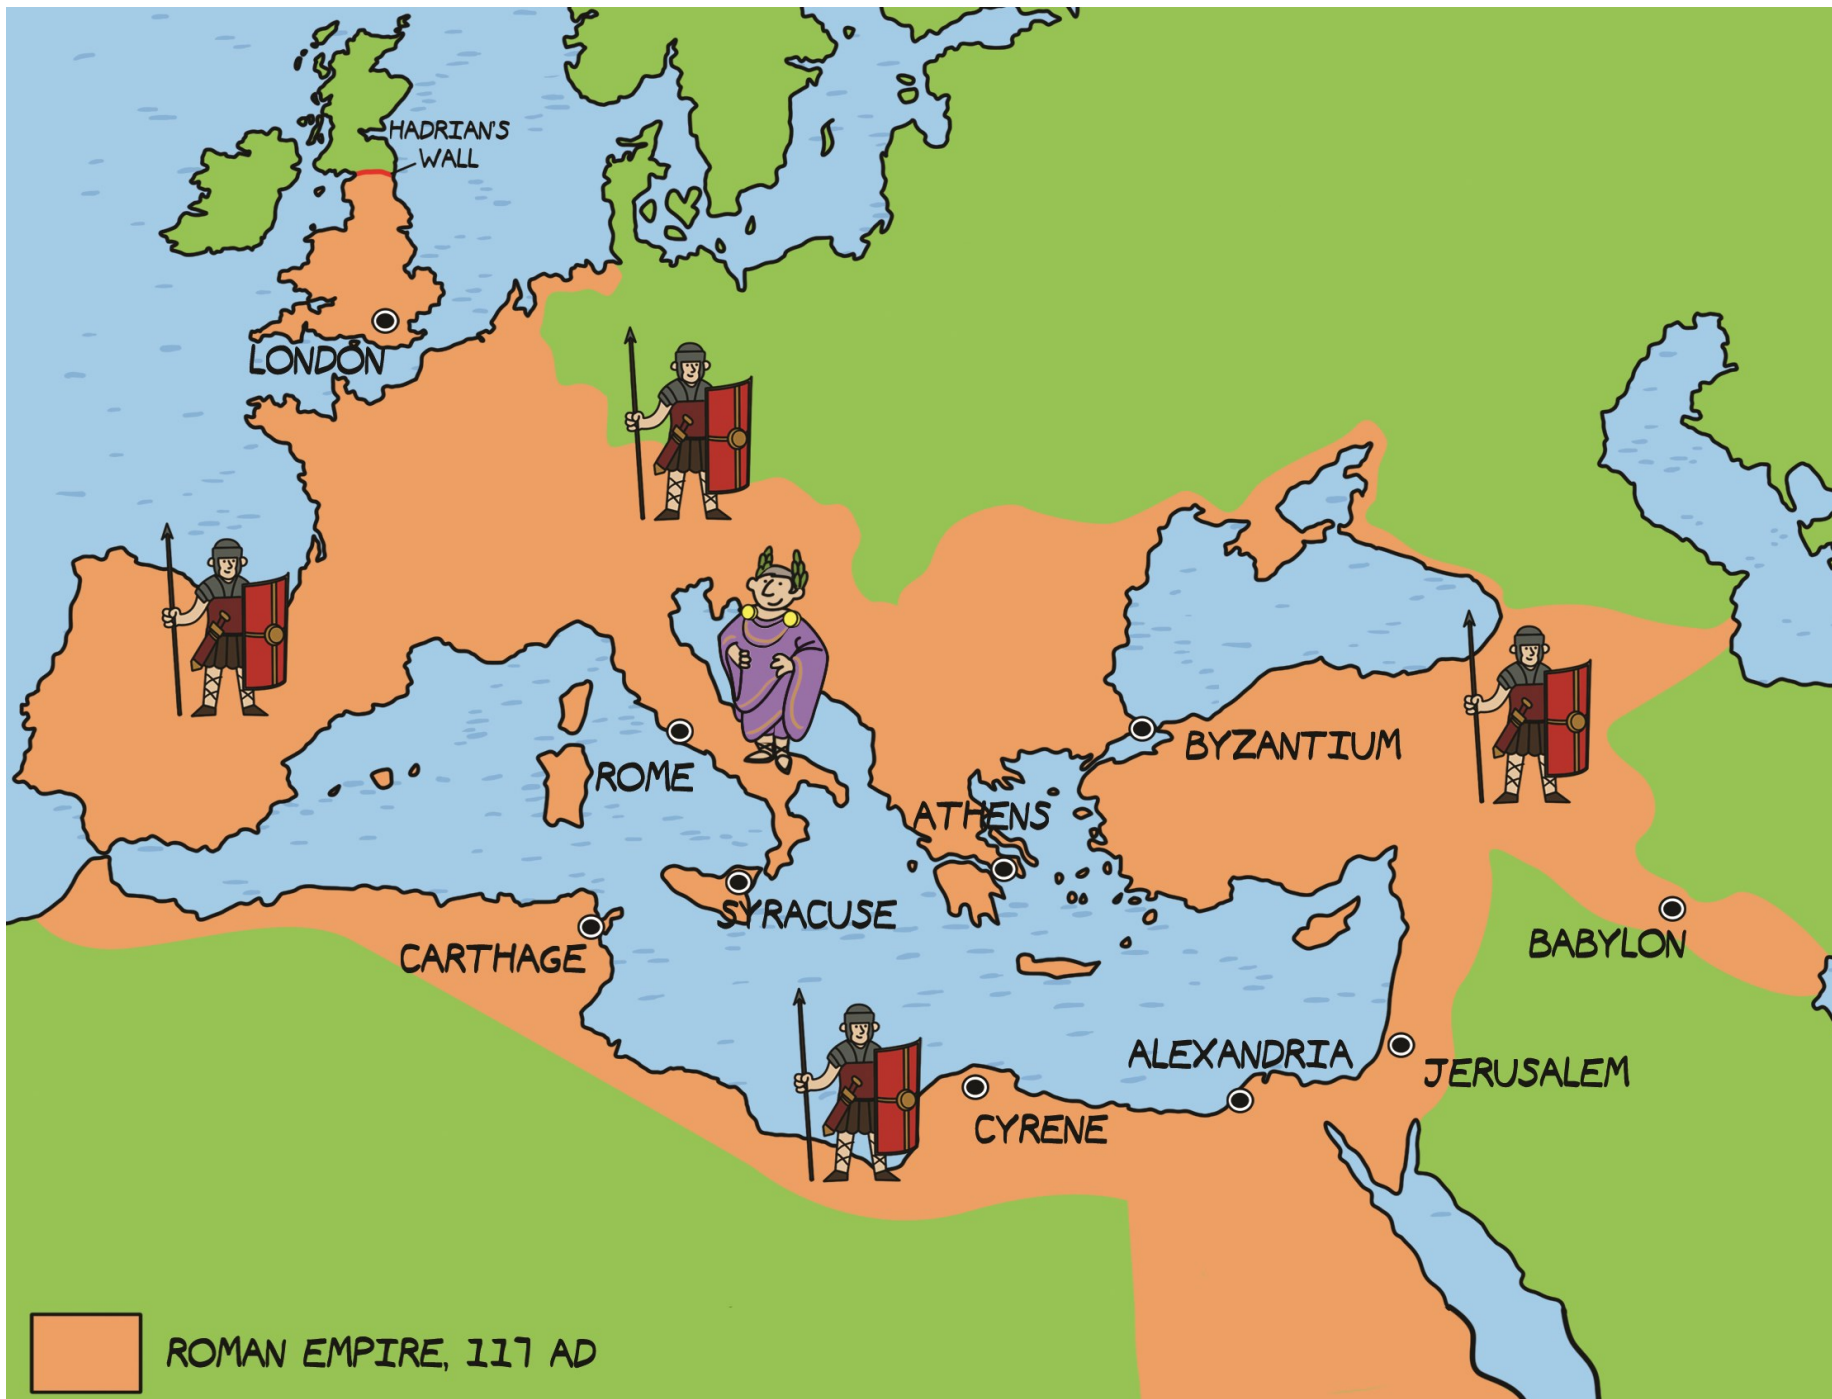 HADRIAN'S
WALL
LONDON
BYZANTIUM
ROME
ATHENS
SYRACUSE
CARTHAGE
BABYLON
ALEXANDRIA
JERUSALEM
CYRENE
ROMAN EMPIRE, 117 AD